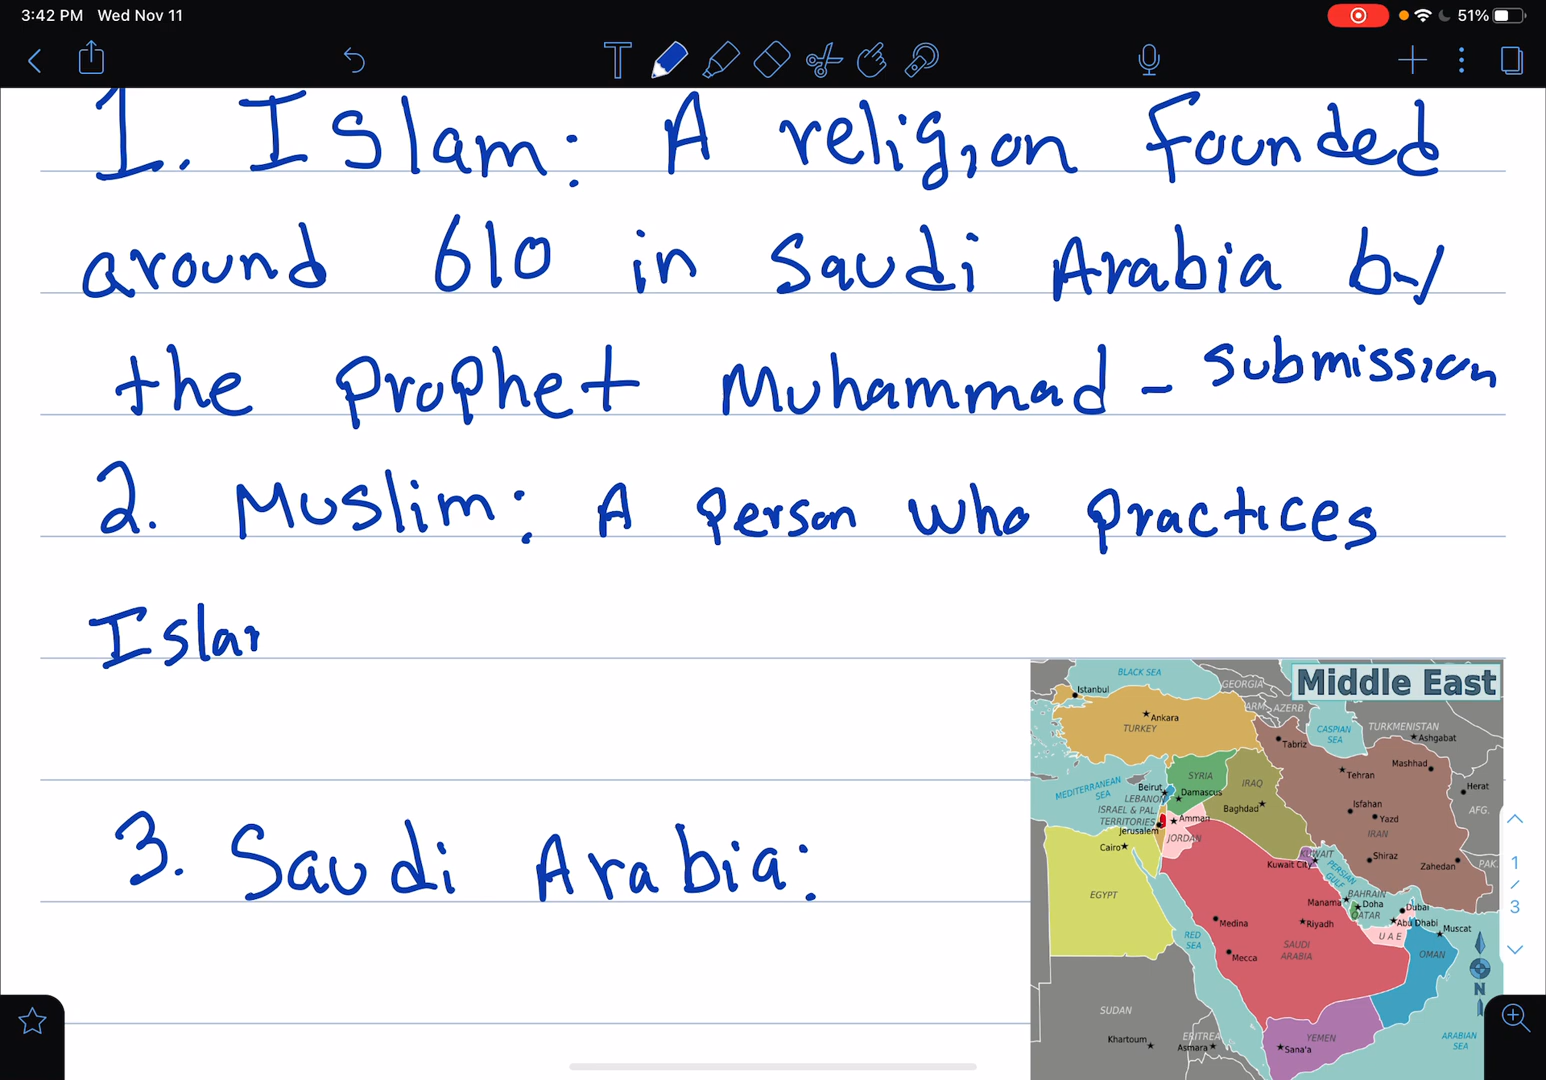 3:42 PM Wed Nov 11
51%
1. Islam: A religion founded
around 610 in Saudi Arabia by
the Prophet Muhammad - submission
2. Muslim: A person who practices
Islam
3. Saudi Arabia:
Middle East
BLACK SEA
Istanbul
GEORGIA
ARM.
AZERB.
Ankara
TURKEY
CASPIAN
SEA
TURKMENISTAN
Ashgabat
Tabriz
Mashhad
Tehran
SYRIA
IRAQ
MEDITERRANEAN
SEA
Beirut
LEBANON
Damascus
Herat
Baghdad
Isfahan
AFG.
ISRAEL & PAL.
TERRITORIES
Amman
Yazd
Jerusalem
JORDAN
IRAN
Cairo
KUWAIT
Kuwait City
Shiraz
Zahedan
PAK.
PERSIAN
GULF
EGYPT
BAHRAIN
Manama
Doha
QATAR
Dubai
Abu Dhabi
Muscat
Medina
Riyadh
U A E
RED
SEA
SAUDI
ARABIA
Mecca
OMAN
N
SUDAN
Khartoum
ERITREA
Asmara
YEMEN
Sana'a
ARABIAN
SEA
1
/
3